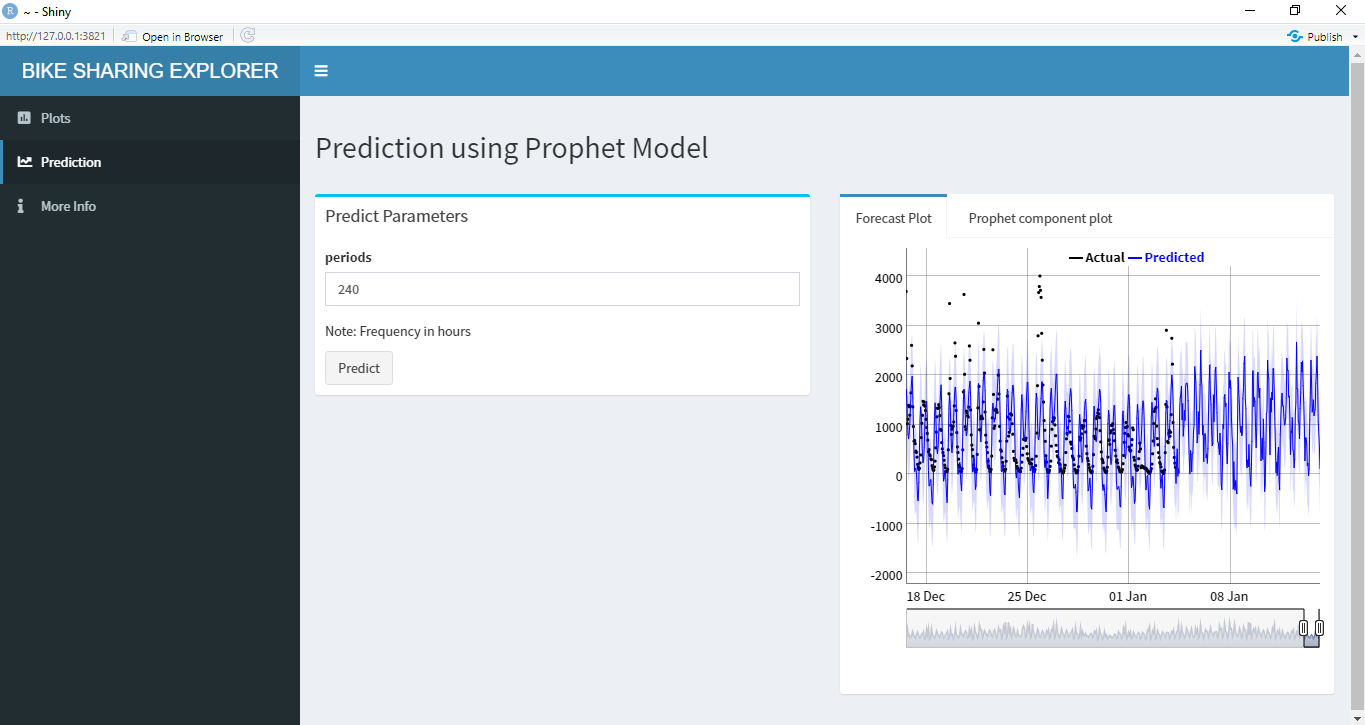 ~ - Shiny
http://127.0.0.1:3821 Open in Browser Publish
BIKE SHARING EXPLORER
Plots
Prediction
More Info
Prediction using Prophet Model
Predict Parameters
periods
240
Note: Frequency in hours
Predict
Forecast Plot Prophet component plot
Actual Predicted
4000
3000
2000
1000
0
-1000
-2000
18 Dec 25 Dec 01 Jan 08 Jan